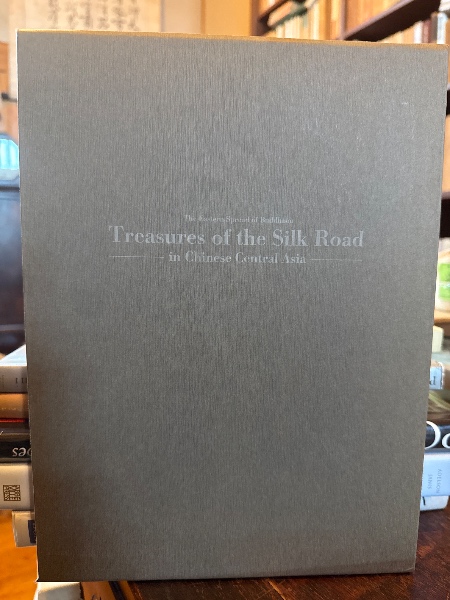 The Eastern Spread of Buddhism
Treasures of the Silk Road
in Chinese Central Asia